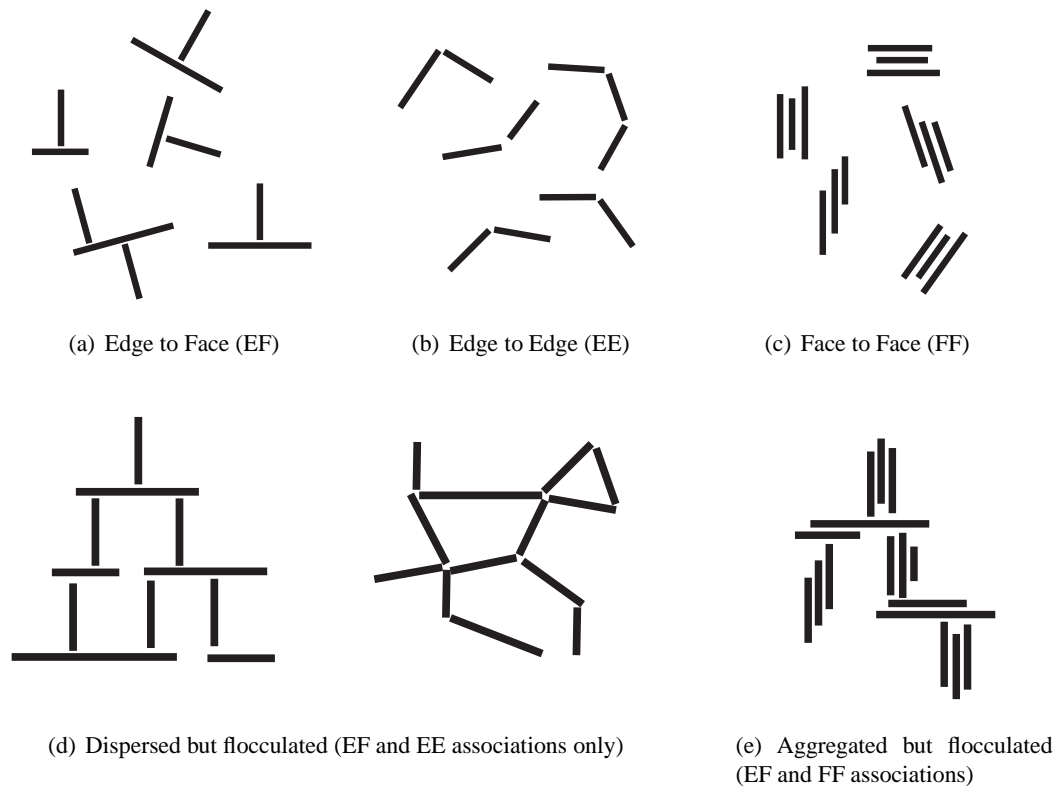 (a) Edge to Face (EF)
(b) Edge to Edge (EE)
(c) Face to Face (FF)
(d) Dispersed but flocculated (EF and EE associations only)
(e) Aggregated but flocculated
(EF and FF associations)